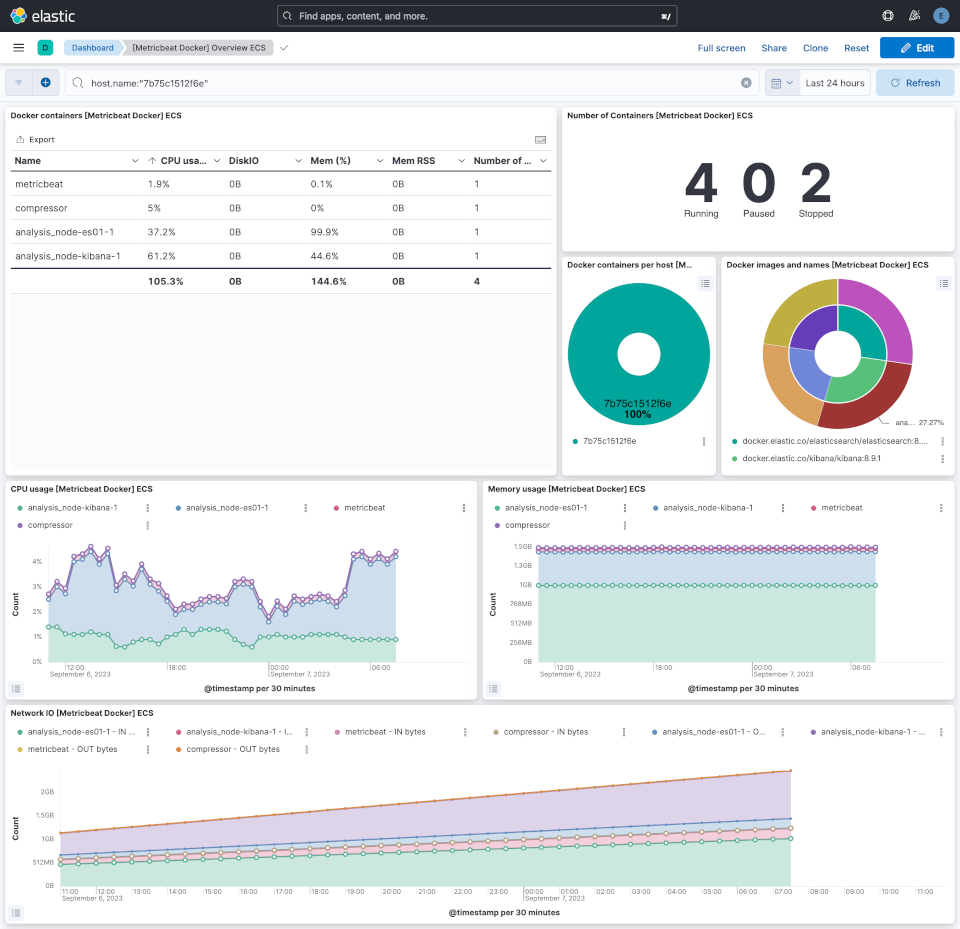 elastic
Find apps, content, and more.
⌘/
E
D
Dashboard
[Metricbeat Docker] Overview ECS
Full screen
Share
Clone
Reset
Edit
host.name:"7b75c1512f6e"
Last 24 hours
Refresh
Docker containers [Metricbeat Docker] ECS
Export
Name CPU usa... DiskIO Mem (%) Mem RSS Number of ...
metricbeat 1.9% 0B 0.1% 0B 1
compressor 5% 0B 0% 0B 1
analysis_node-es01-1 37.2% 0B 99.9% 0B 1
analysis_node-kibana-1 61.2% 0B 44.6% 0B 1
105.3% 0B 144.6% 0B 4
Number of Containers [Metricbeat Docker] ECS
4 0 2
Running Paused Stopped
Docker containers per host [M...
7b75c1512f6e
100%
7b75c1512f6e
Docker images and names [Metricbeat Docker] ECS
ana... 27.27%
docker.elastic.co/elasticsearch/elasticsearch:8....
docker.elastic.co/kibana/kibana:8.9.1
CPU usage [Metricbeat Docker] ECS
analysis_node-kibana-1 analysis_node-es01-1 metricbeat
compressor
Count
4%
3%
2%
1%
0%
12:00 18:00 00:00 06:00
September 6, 2023 September 7, 2023
@timestamp per 30 minutes
Memory usage [Metricbeat Docker] ECS
analysis_node-es01-1 analysis_node-kibana-1 metricbeat
compressor
Count
1.5GB
1.3GB
1GB
768MB
512MB
256MB
0B
12:00 18:00 00:00 06:00
September 6, 2023 September 7, 2023
@timestamp per 30 minutes
Network IO [Metricbeat Docker] ECS
analysis_node-es01-1 - IN ... analysis_node-kibana-1 - I... metricbeat - IN bytes compressor - IN bytes analysis_node-es01-1 - O... analysis_node-kibana-1 - ...
metricbeat - OUT bytes compressor - OUT bytes
Count
2GB
1.5GB
1GB
512MB
0B
11:00 12:00 13:00 14:00 15:00 16:00 17:00 18:00 19:00 20:00 21:00 22:00 23:00 00:00 01:00 02:00 03:00 04:00 05:00 06:00 07:00 08:00 09:00 10:00 11:00
September 6, 2023 September 7, 2023
@timestamp per 30 minutes